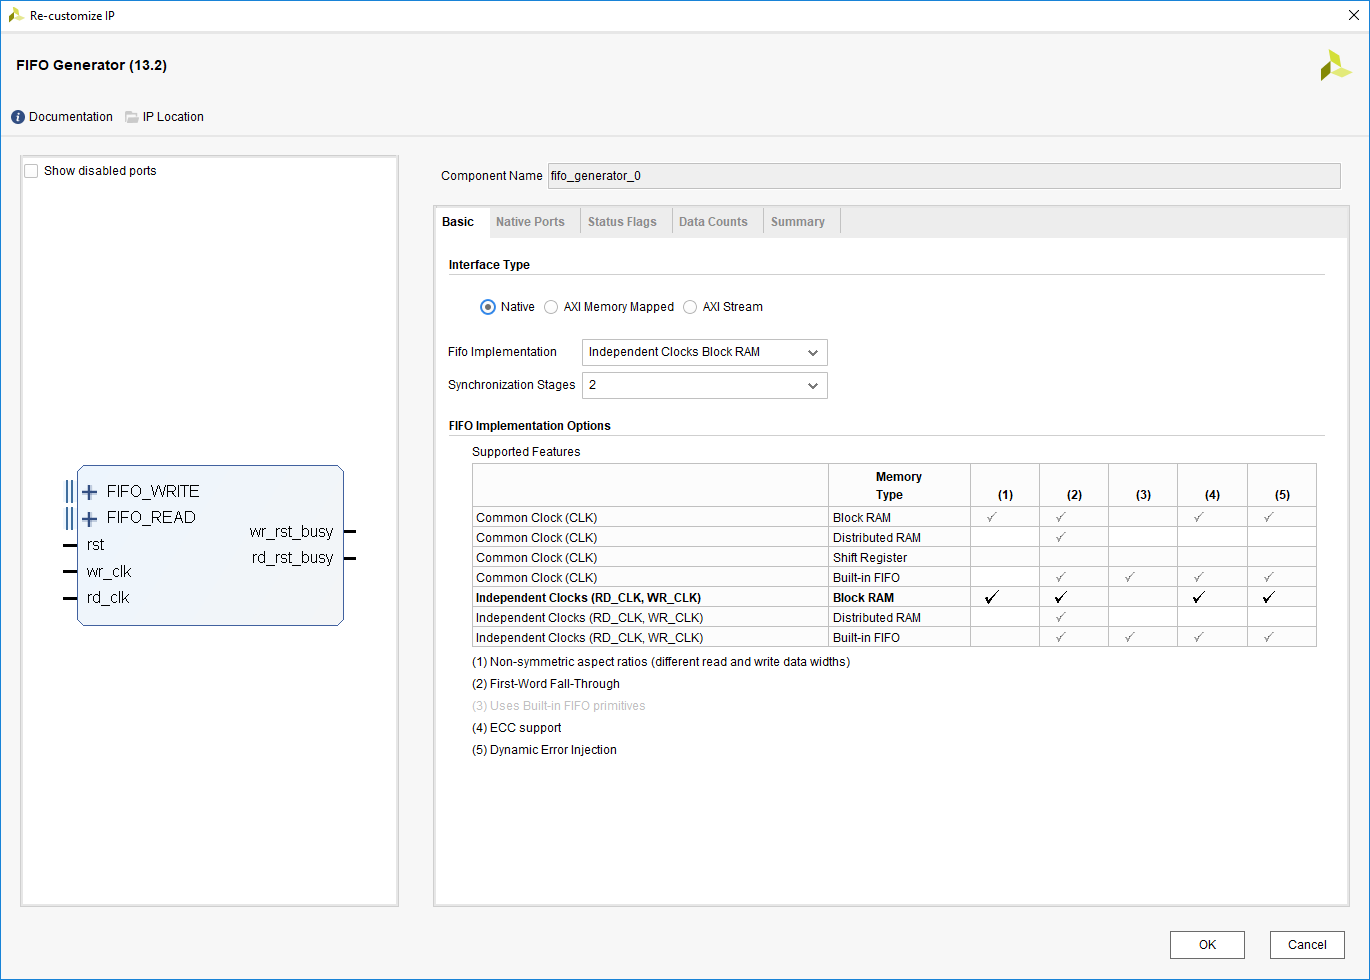 Re-customize IP
FIFO Generator (13.2)
Documentation IP Location
Show disabled ports
FIFO_WRITE
FIFO_READ
rst
wr_clk
rd_clk
wr_rst_busy
rd_rst_busy
Component Name fifo_generator_0
Basic Native Ports Status Flags Data Counts Summary
Interface Type
Native AXI Memory Mapped AXI Stream
Fifo Implementation Independent Clocks Block RAM
Synchronization Stages 2
FIFO Implementation Options
Supported Features
Memory
Type (1) (2) (3) (4) (5)
Common Clock (CLK) Block RAM ✓ ✓ ✓ ✓
Common Clock (CLK) Distributed RAM ✓
Common Clock (CLK) Shift Register
Common Clock (CLK) Built-in FIFO ✓ ✓ ✓ ✓
Independent Clocks (RD_CLK, WR_CLK) Block RAM ✓ ✓ ✓ ✓
Independent Clocks (RD_CLK, WR_CLK) Distributed RAM ✓
Independent Clocks (RD_CLK, WR_CLK) Built-in FIFO ✓ ✓ ✓ ✓
(1) Non-symmetric aspect ratios (different read and write data widths)
(2) First-Word Fall-Through
(3) Uses Built-in FIFO primitives
(4) ECC support
(5) Dynamic Error Injection
OK Cancel